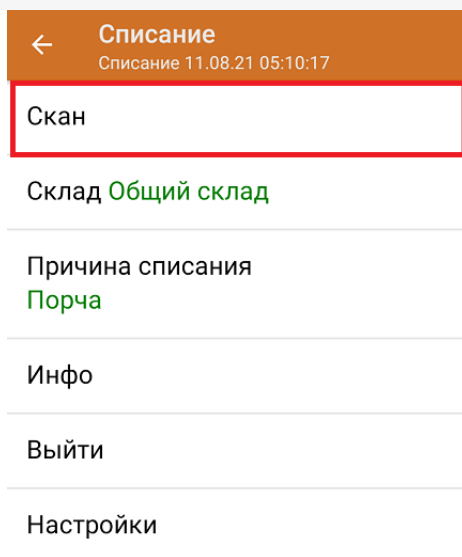 Списание
Списание 11.08.21 05:10:17
Скан
Склад Общий склад
Причина списания
Порча
Инфо
Выйти
Настройки